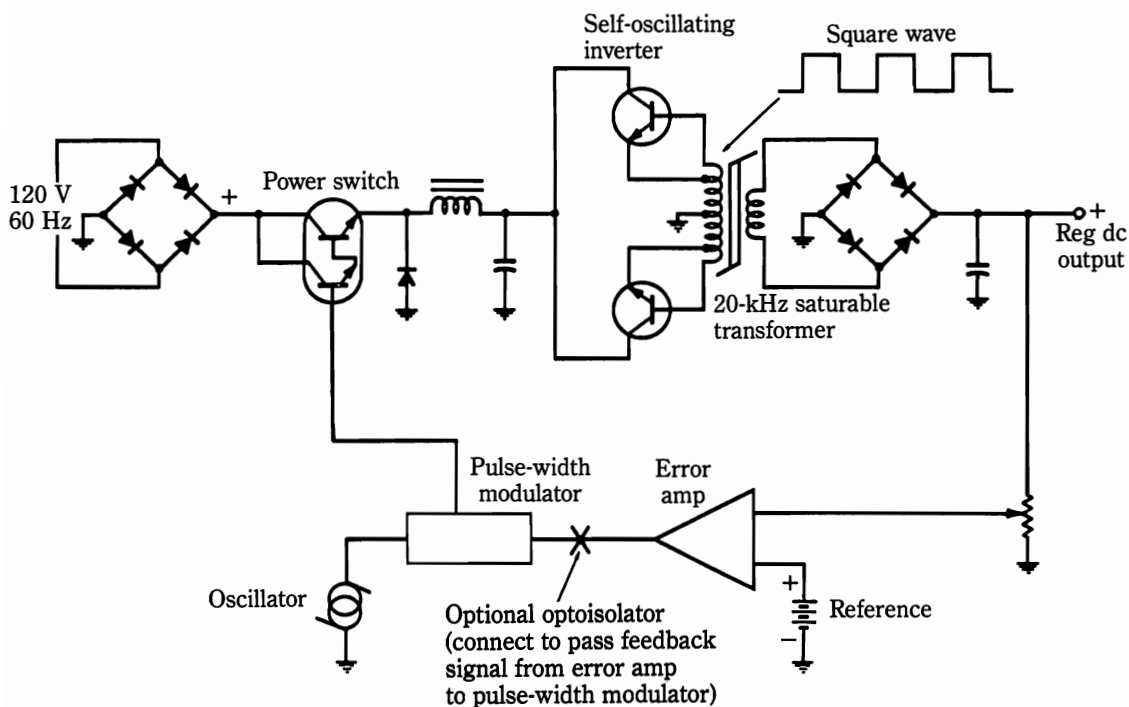 Self-oscillating
inverter
Square wave
120 V
60 Hz
+
Power switch
+
Reg dc
output
20-kHz saturable
transformer
Pulse-width
modulator
Error
amp
Oscillator
Optional optoisolator
(connect to pass feedback
signal from error amp
to pulse-width modulator)
+
Reference
−